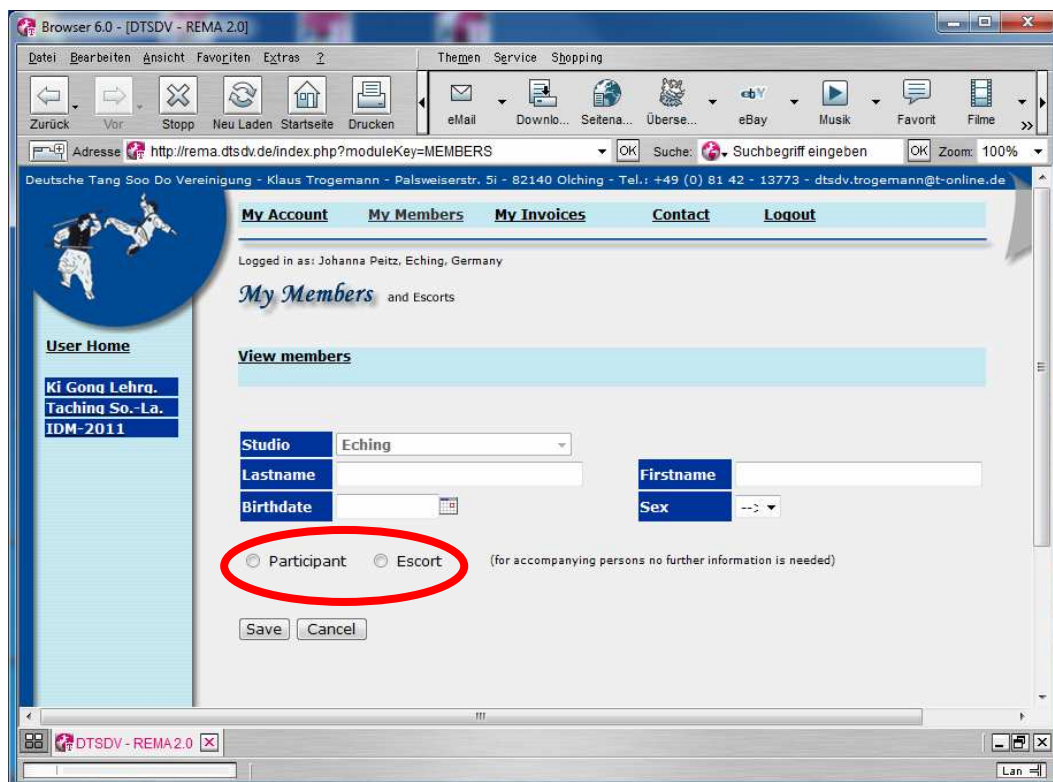 Browser 6.0 - [DTSDV - REMA 2.0]
Datei Bearbeiten Ansicht Favoriten Extras ? Themen Service Shopping
Zurück Vor Stopp Neu Laden Startseite Drucken eMail Downlo... Seitena... Überse... eBay Musik Favorit Filme
Adresse http://rema.dtsdv.de/index.php?moduleKey=MEMBERS OK Suche: Suchbegriff eingeben OK Zoom: 100%
Deutsche Tang Soo Do Vereinigung - Klaus Trogemann - Palsweiserstr. 5i - 82140 Olching - Tel.: +49 (0) 81 42 - 13773 - dtsdv.trogemann@t-online.de
My Account My Members My Invoices Contact Logout
Logged in as: Johanna Peitz, Eching, Germany
My Members and Escorts
User Home
View members
Ki Gong Lehrg.
Taching So.-La.
IDM-2011
Studio Eching
Lastname Firstname
Birthdate Sex -->
Participant Escort (for accompanying persons no further information is needed)
Save Cancel
DTSDV - REMA 2.0
Lan